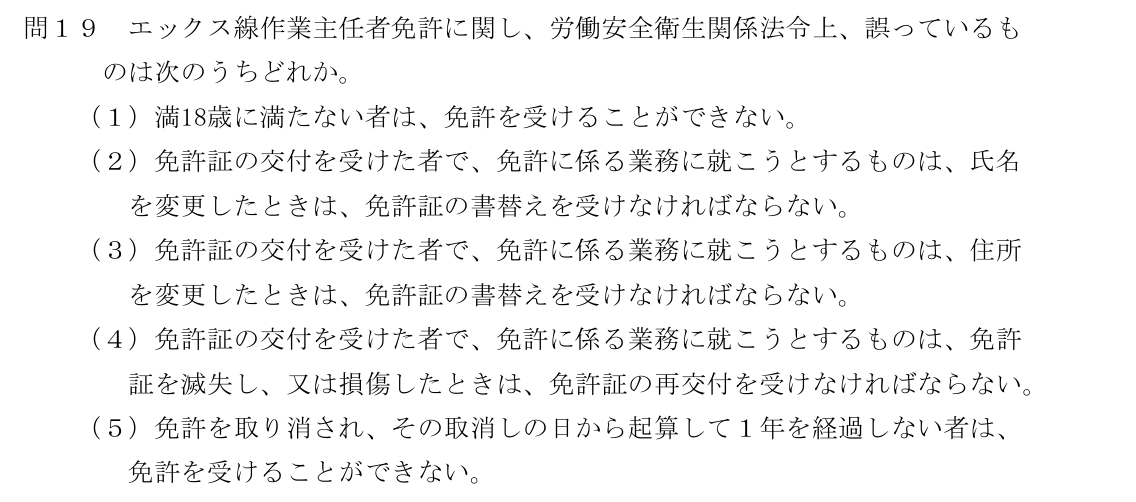 問１９　エックス線作業主任者免許に関し、労働安全衛生関係法令上、誤っているも
のは次のうちどれか。
（１）満18歳に満たない者は、免許を受けることができない。
（２）免許証の交付を受けた者で、免許に係る業務に就こうとするものは、氏名
を変更したときは、免許証の書替えを受けなければならない。
（３）免許証の交付を受けた者で、免許に係る業務に就こうとするものは、住所
を変更したときは、免許証の書替えを受けなければならない。
（４）免許証の交付を受けた者で、免許に係る業務に就こうとするものは、免許
証を滅失し、又は損傷したときは、免許証の再交付を受けなければならない。
（５）免許を取り消され、その取消しの日から起算して１年を経過しない者は、
免許を受けることができない。